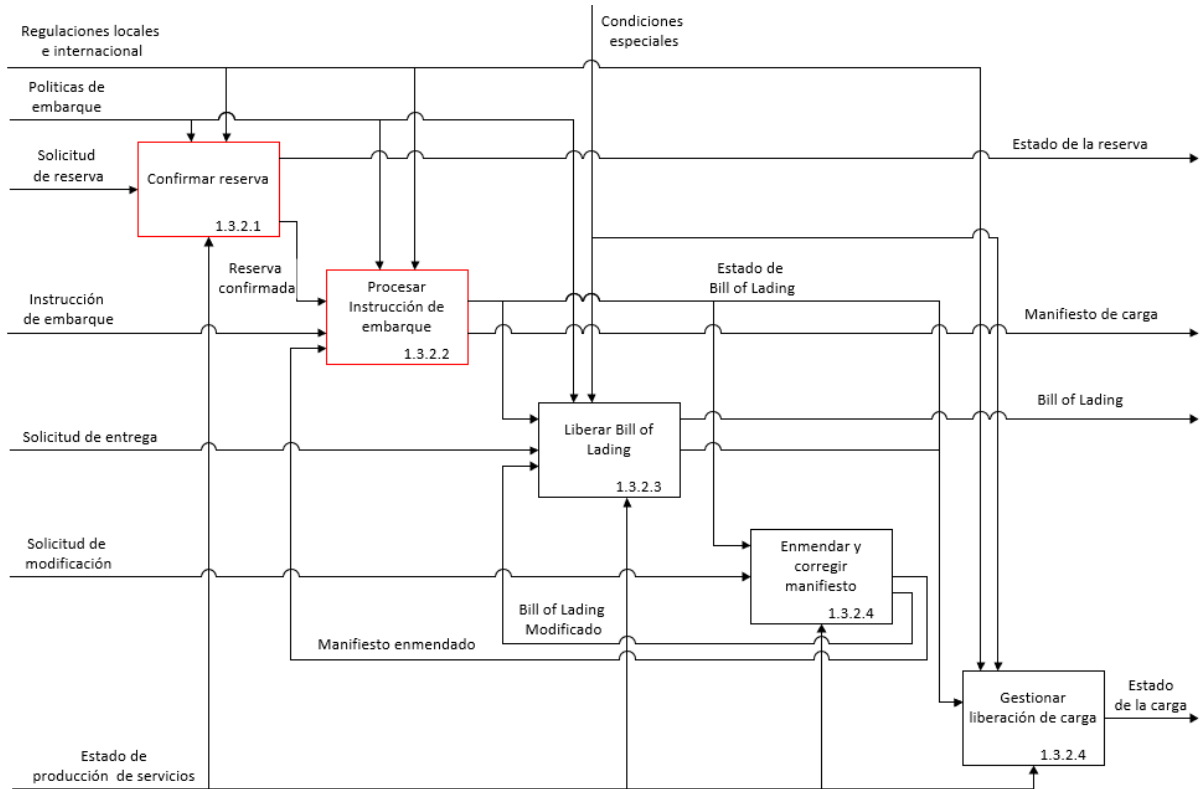 Regulaciones locales
e internacional
Condiciones
especiales
Politicas de
embarque
Solicitud
de reserva
Confirmar reserva
1.3.2.1
Estado de la reserva
Reserva
confirmada
Instrucción
de embarque
Procesar
Instrucción de
embarque
1.3.2.2
Estado de
Bill of Lading
Manifiesto de carga
Solicitud de entrega
Liberar Bill of
Lading
1.3.2.3
Bill of Lading
Solicitud de
modificación
Enmendar y
corregir
manifiesto
1.3.2.4
Bill of Lading
Modificado
Manifiesto enmendado
Gestionar
liberación de carga
1.3.2.4
Estado
de la carga
Estado de
producción de servicios